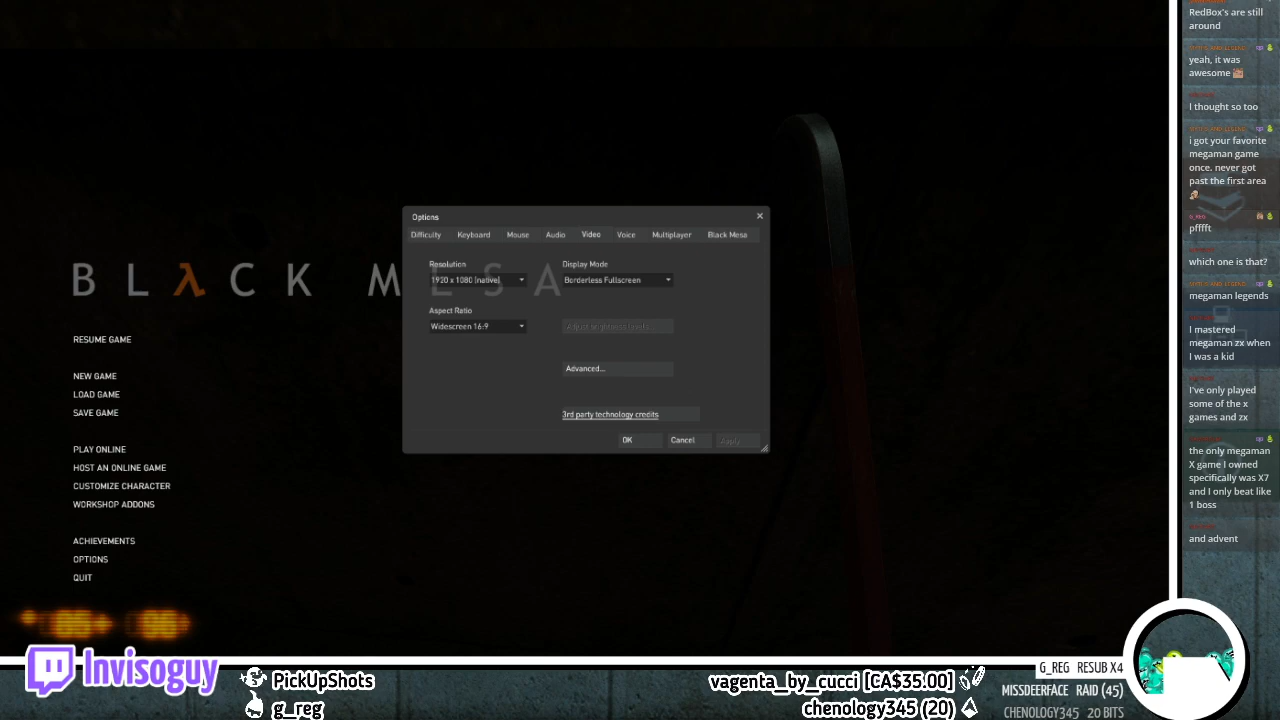 RedBox's are still
around
yeah, it was
awesome
I thought so too
i got your favorite
megaman game
once. never got
past the first area
G_REG
pfffft
which one is that?
megaman legends
I mastered
megaman zx when
I was a kid
I've only played
some of the x
games and zx
the only megaman
X game I owned
specifically was X7
and I only beat like
1 boss
and advent
BLλCK MESA
RESUME GAME
NEW GAME
LOAD GAME
SAVE GAME
PLAY ONLINE
HOST AN ONLINE GAME
CUSTOMIZE CHARACTER
WORKSHOP ADDONS
ACHIEVEMENTS
OPTIONS
QUIT
Options
Difficulty Keyboard Mouse Audio Video Voice Multiplayer Black Mesa
Resolution Display Mode
1920 x 1080 (native) Borderless Fullscreen
Aspect Ratio
Widescreen 16:9 Adjust brightness levels...
Advanced...
3rd party technology credits
OK Cancel Apply
Invisoguy
PickUpShots
g_reg
vagenta_by_cucci [CA$35.00]
chenology345 (20)
G_REG RESUB X4
MISSDEERFACE RAID (45)
CHENOLOGY345 20 BITS